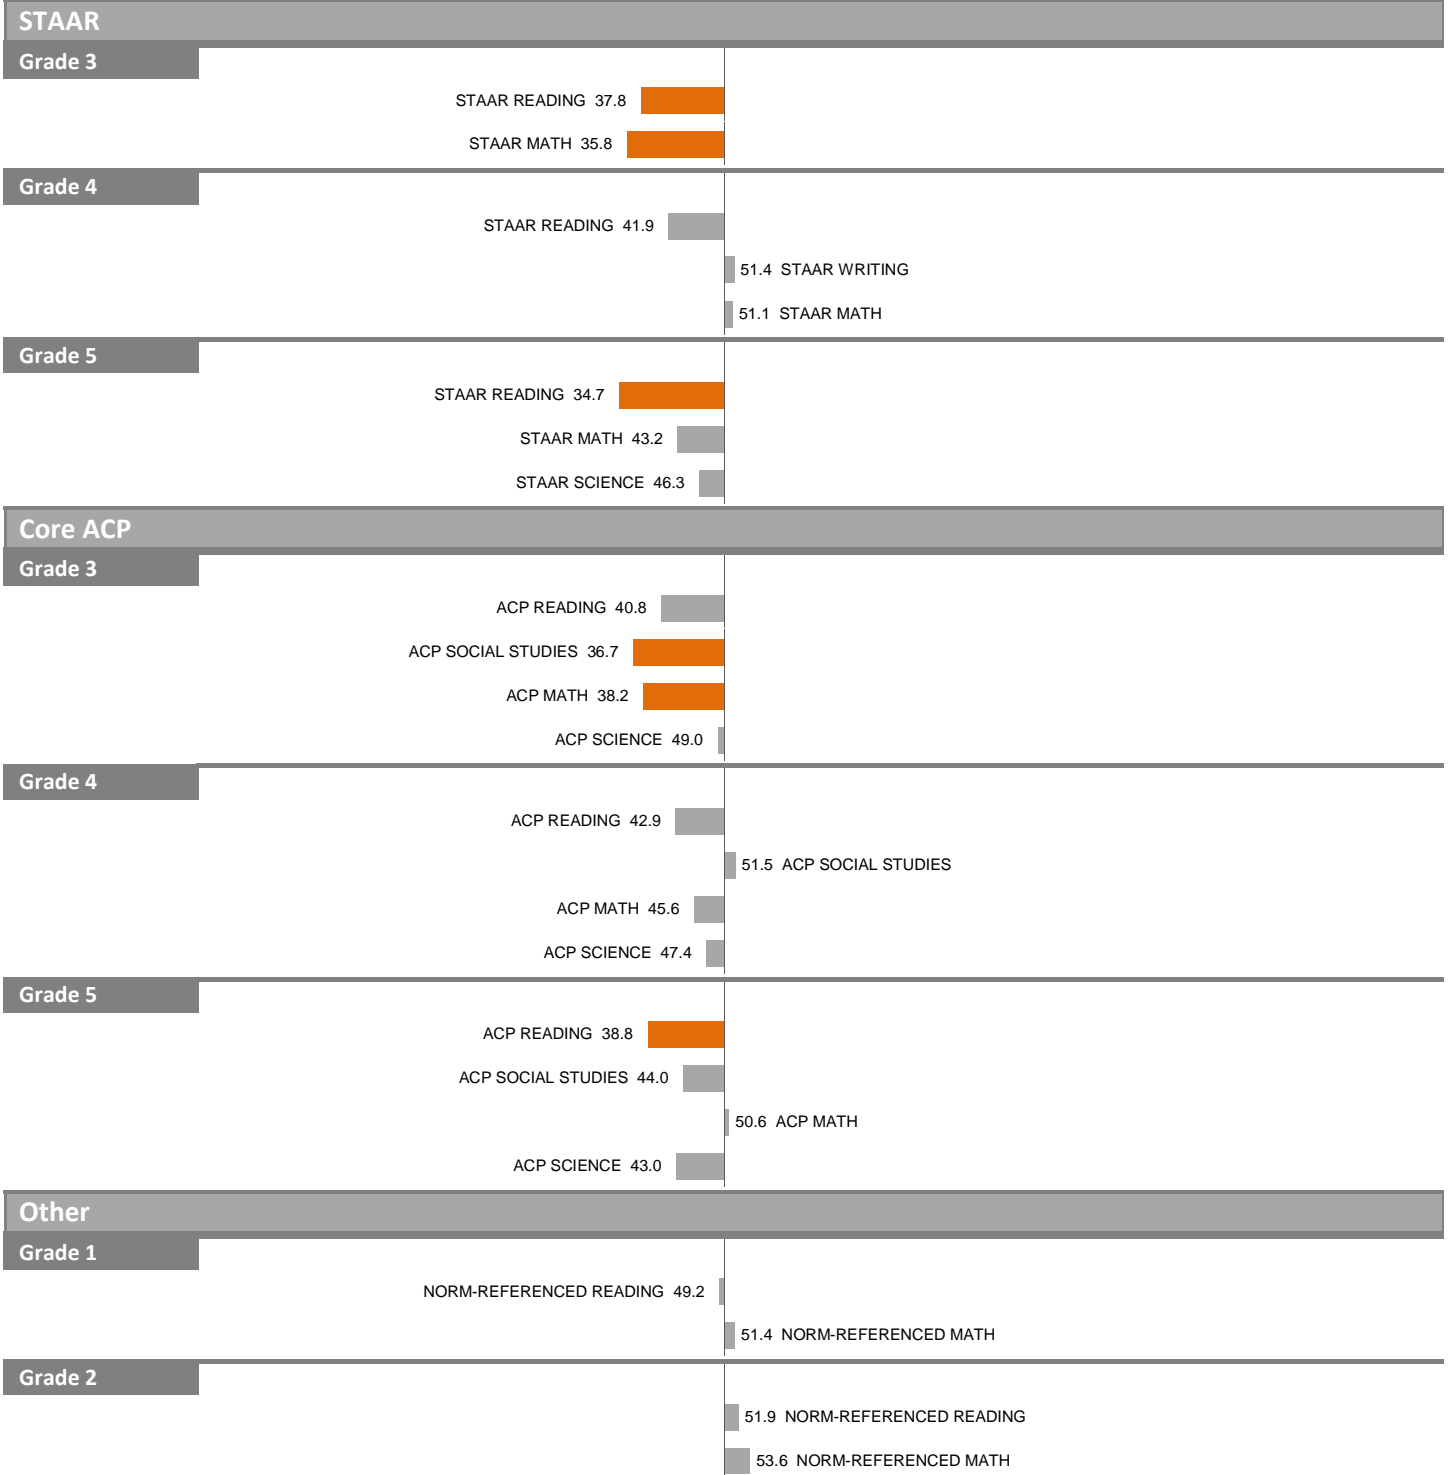 STAAR
Grade 3
STAAR READING 37.8
STAAR MATH 35.8
Grade 4
STAAR READING 41.9
51.4 STAAR WRITING
51.1 STAAR MATH
Grade 5
STAAR READING 34.7
STAAR MATH 43.2
STAAR SCIENCE 46.3
Core ACP
Grade 3
ACP READING 40.8
ACP SOCIAL STUDIES 36.7
ACP MATH 38.2
ACP SCIENCE 49.0
Grade 4
ACP READING 42.9
51.5 ACP SOCIAL STUDIES
ACP MATH 45.6
ACP SCIENCE 47.4
Grade 5
ACP READING 38.8
ACP SOCIAL STUDIES 44.0
50.6 ACP MATH
ACP SCIENCE 43.0
Other
Grade 1
NORM-REFERENCED READING 49.2
51.4 NORM-REFERENCED MATH
Grade 2
51.9 NORM-REFERENCED READING
53.6 NORM-REFERENCED MATH